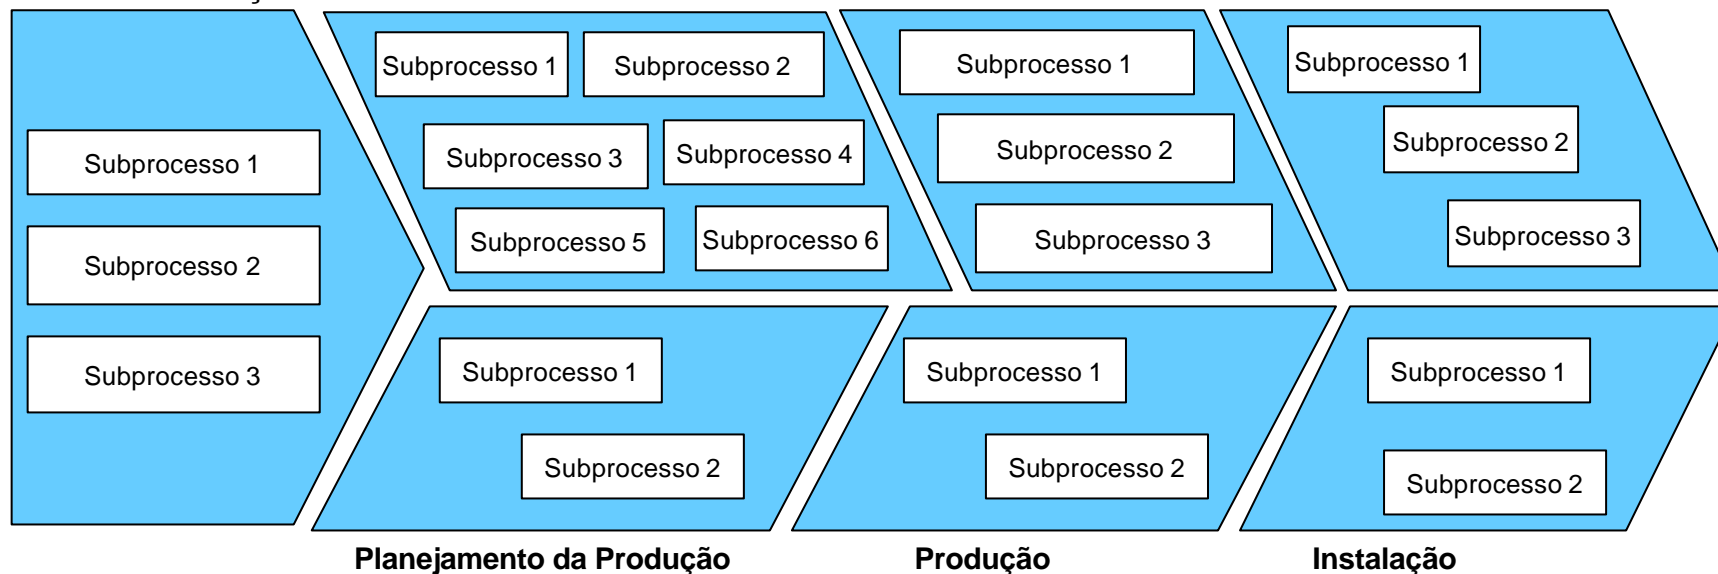 Subprocesso 1
Subprocesso 2
Subprocesso 3
Subprocesso 1 Subprocesso 2
Subprocesso 3 Subprocesso 4
Subprocesso 5 Subprocesso 6
Subprocesso 1
Subprocesso 2
Subprocesso 3
Subprocesso 1
Subprocesso 2
Subprocesso 3
Subprocesso 1
Subprocesso 2
Subprocesso 1
Subprocesso 2
Subprocesso 1
Subprocesso 2
Planejamento da Produção
Produção
Instalação